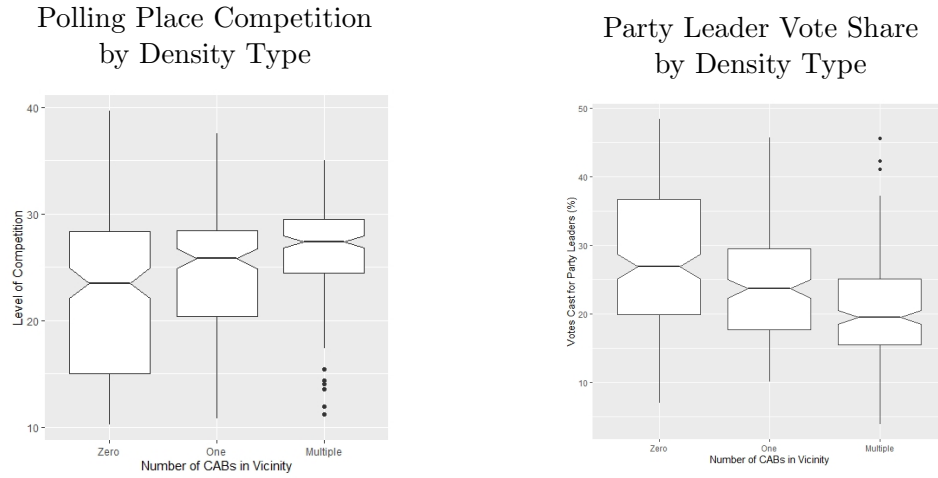 Polling Place Competition
by Density Type
40
30
20
10
Level of Competition
Zero
One
Multiple
Number of CABs in Vicinity
Party Leader Vote Share
by Density Type
50
40
30
20
10
Votes Cast for Party Leaders (%)
Zero
One
Multiple
Number of CABs in Vicinity